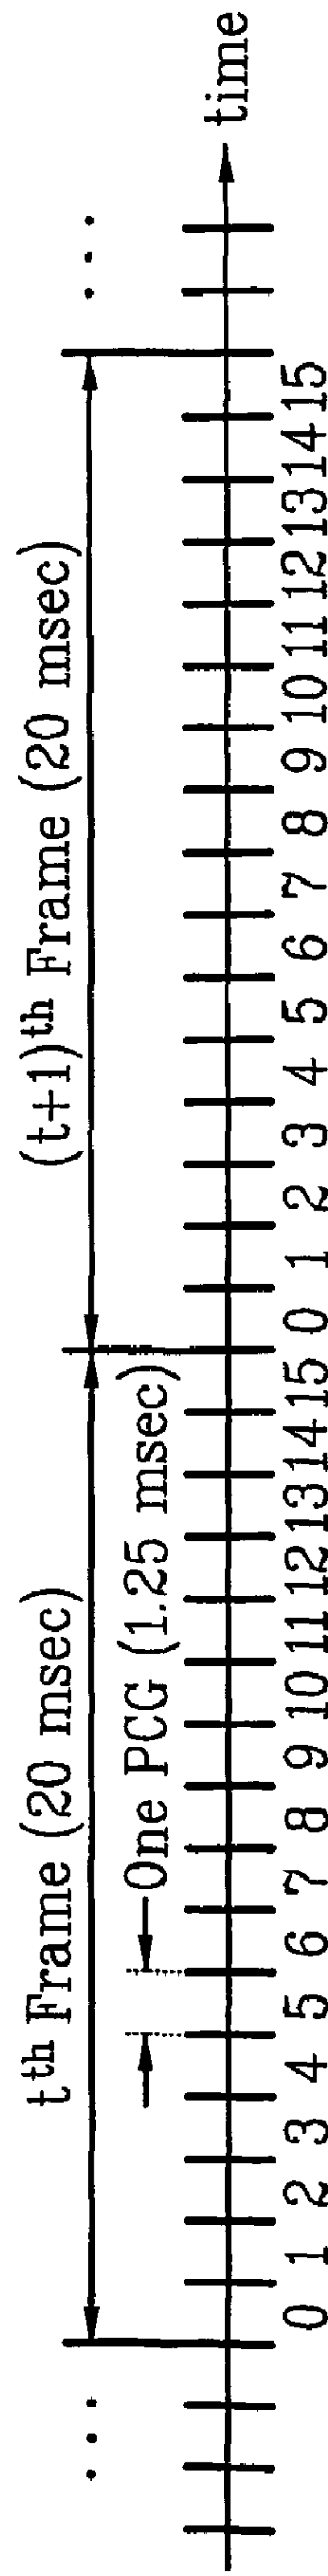 t th Frame (20 msec)
(t+1)th Frame (20 msec)
One PCG (1.25 msec)
time
0 1 2 3 4 5 6 7 8 9 10 11 12 13 14 15 0 1 2 3 4 5 6 7 8 9 10 11 12 13 14 15